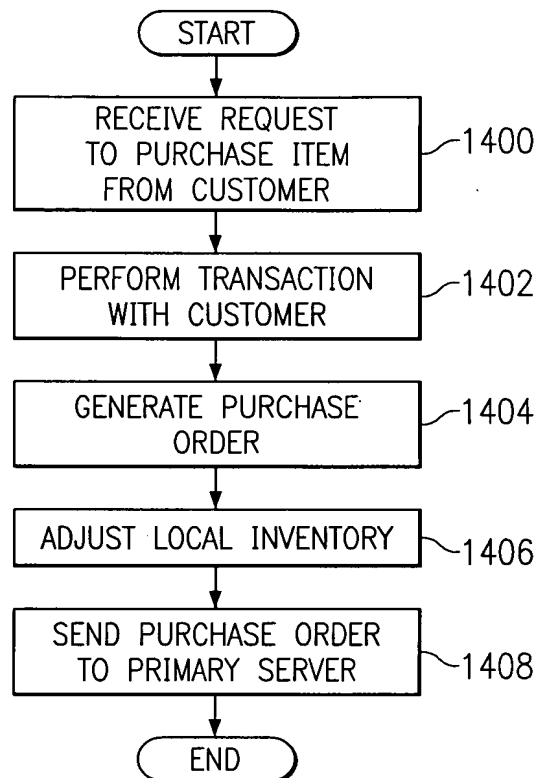 START
RECEIVE REQUEST
TO PURCHASE ITEM
FROM CUSTOMER
1400
PERFORM TRANSACTION
WITH CUSTOMER
1402
GENERATE PURCHASE
ORDER
1404
ADJUST LOCAL INVENTORY
1406
SEND PURCHASE ORDER
TO PRIMARY SERVER
1408
END